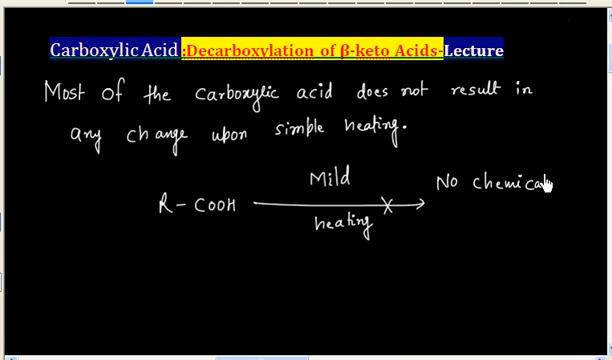 Carboxylic Acid :Decarboxylation of β-keto Acids-Lecture
Most of the carboxylic acid does not result in
any change upon simple heating.
Mild
R - COOH
No chemical
heating